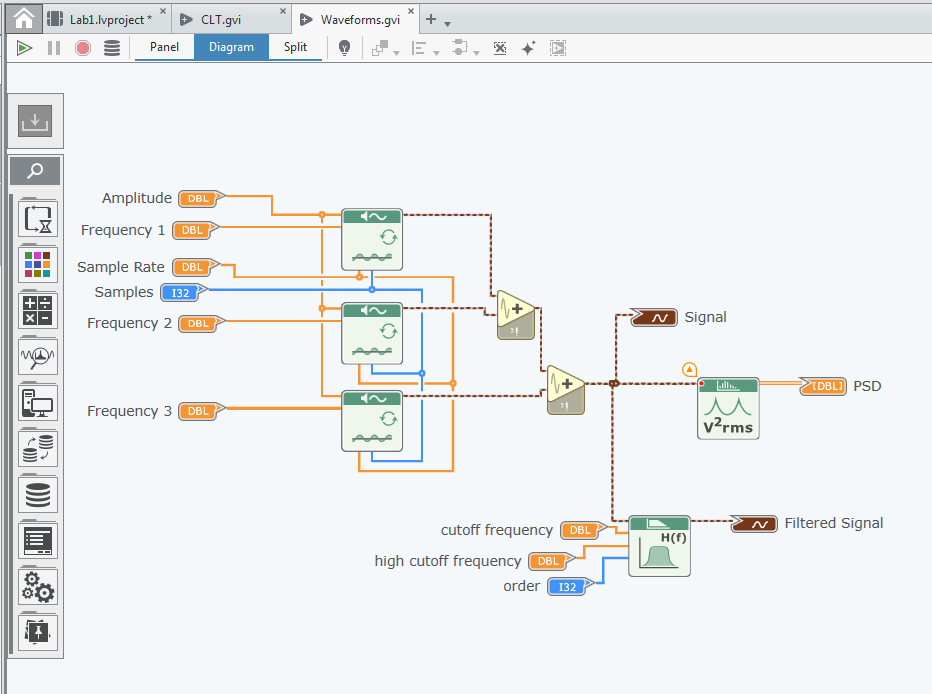 Lab1.lvproject *
CLT.gvi
Waveforms.gvi
Panel
Diagram
Split
Amplitude DBL
Frequency 1 DBL
Sample Rate DBL
Samples I32
Frequency 2 DBL
Signal
PSD
[DBL]
V²rms
Frequency 3 DBL
cutoff frequency DBL
Filtered Signal
H(f)
high cutoff frequency DBL
order I32